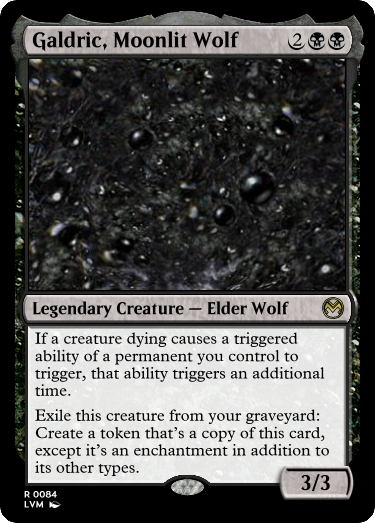 Galdric, Moonlit Wolf 2
Legendary Creature — Elder Wolf
If a creature dying causes a triggered
ability of a permanent you control to
trigger, that ability triggers an additional
time.
Exile this creature from your graveyard:
Create a token that's a copy of this card,
except it's an enchantment in addition to
its other types.
3/3
R 0084
LVM